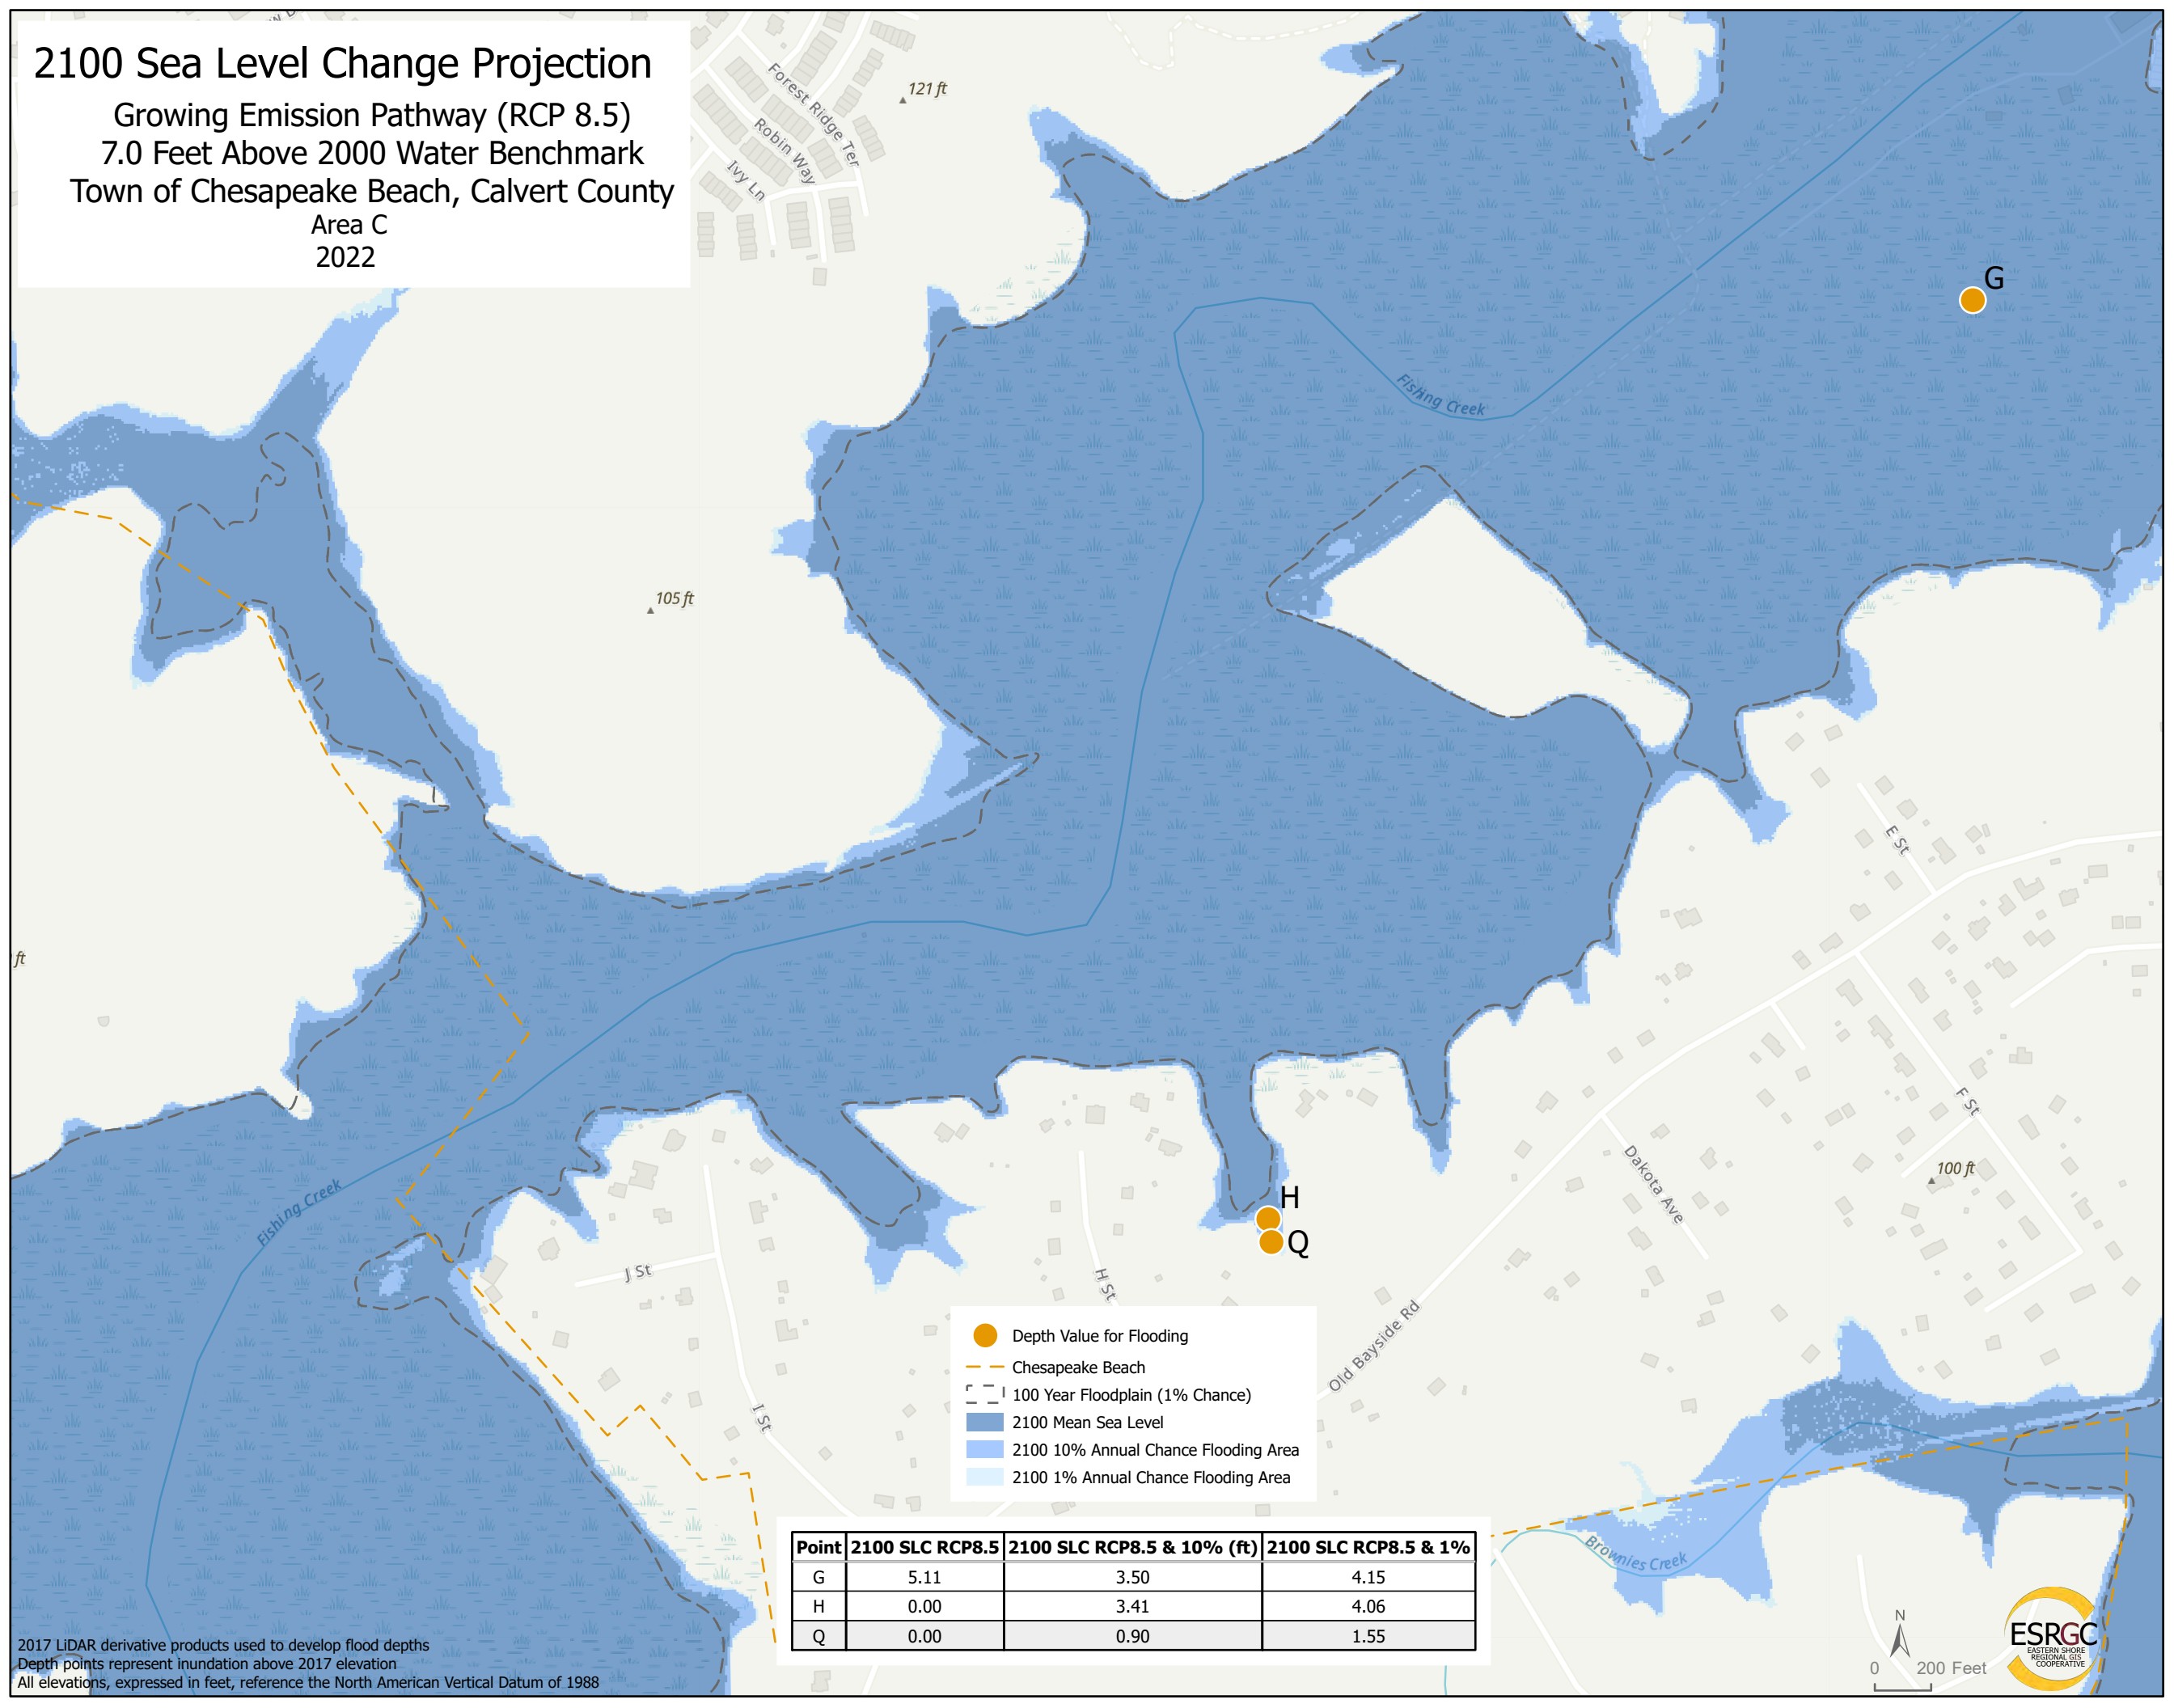 2100 Sea Level Change Projection
Growing Emission Pathway (RCP 8.5)
7.0 Feet Above 2000 Water Benchmark
Town of Chesapeake Beach, Calvert County
Area C
2022
121 ft
Forest Ridge Ter
Robin Way
Ivy Ln
G
Fishing Creek
105 ft
E St
ft
F St
Dakota Ave
100 ft
Fishing Creek
H
Q
J St
H St
Old Bayside Rd
I St
Depth Value for Flooding
Chesapeake Beach
100 Year Floodplain (1% Chance)
2100 Mean Sea Level
2100 10% Annual Chance Flooding Area
2100 1% Annual Chance Flooding Area
Brownies Creek
Point 2100 SLC RCP8.5 2100 SLC RCP8.5 & 10% (ft) 2100 SLC RCP8.5 & 1%
G 5.11 3.50 4.15
H 0.00 3.41 4.06
Q 0.00 0.90 1.55
2017 LiDAR derivative products used to develop flood depths
Depth points represent inundation above 2017 elevation
All elevations, expressed in feet, reference the North American Vertical Datum of 1988
N
0 200 Feet
ESRGC
EASTERN SHORE
REGIONAL GIS
COOPERATIVE